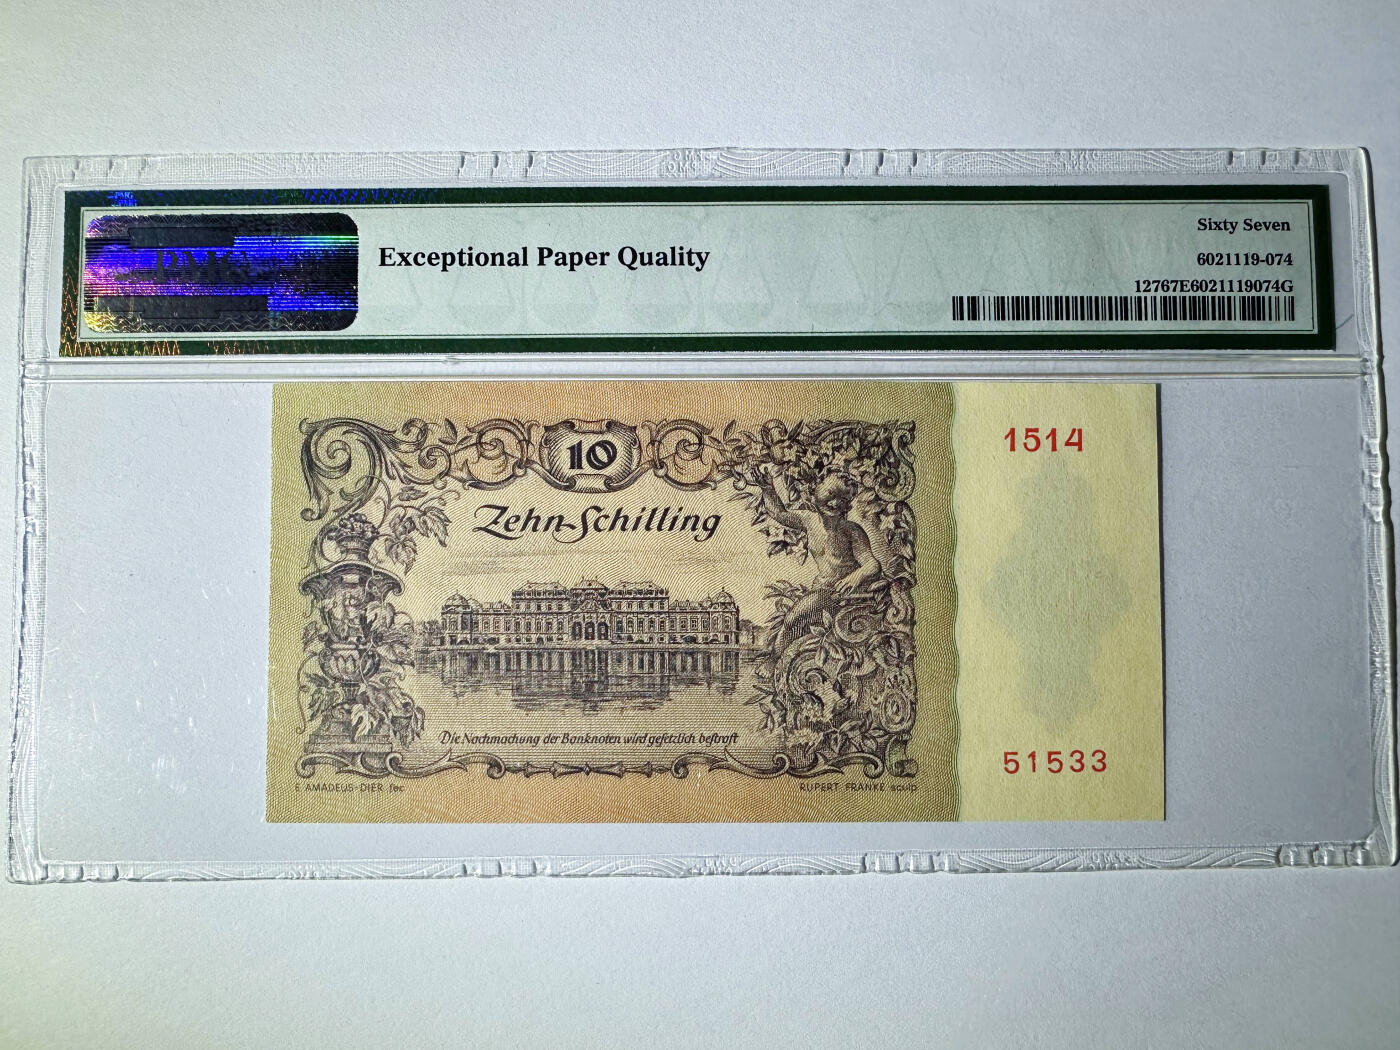 PMG
Exceptional Paper Quality
Sixty Seven
6021119-074
12767E6021119074G
10
Zehn Schilling
1514
Die Nachmachung der Banknoten wird gesetzlich bestraft
51533
E. AMADEUS-DIER fec.
RUPERT FRANKE sculp.